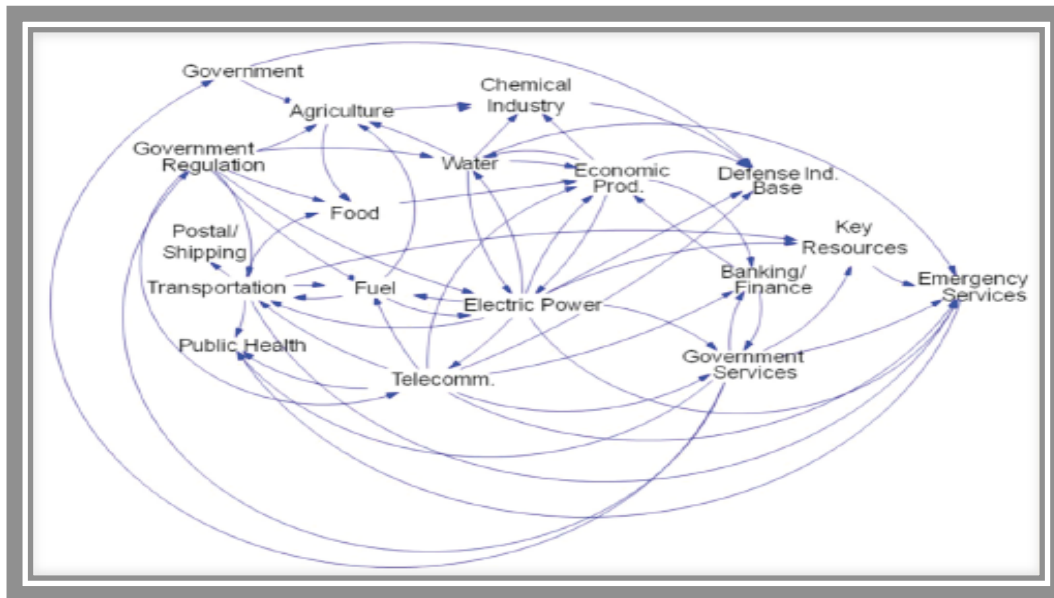 Government
Chemical
Industry
Agriculture
Government
Regulation
Water
Economic
Prod.
Defense Ind.
Base
Food
Postal/
Shipping
Key
Resources
Transportation
Fuel
Electric Power
Banking/
Finance
Emergency
Services
Public Health
Telecomm.
Government
Services